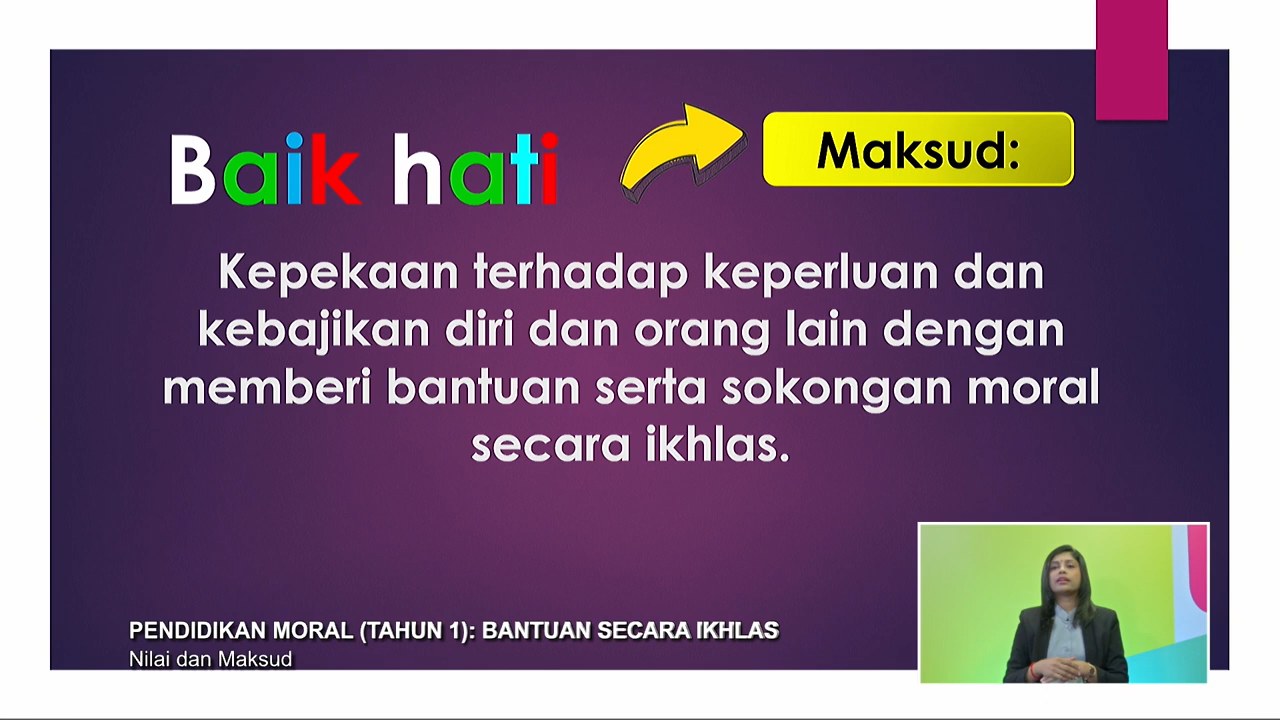 Baik hati
Maksud:
Kepekaan terhadap keperluan dan
kebajikan diri dan orang lain dengan
memberi bantuan serta sokongan moral
secara ikhlas.
PENDIDIKAN MORAL (TAHUN 1): BANTUAN SECARA IKHLAS
Nilai dan Maksud